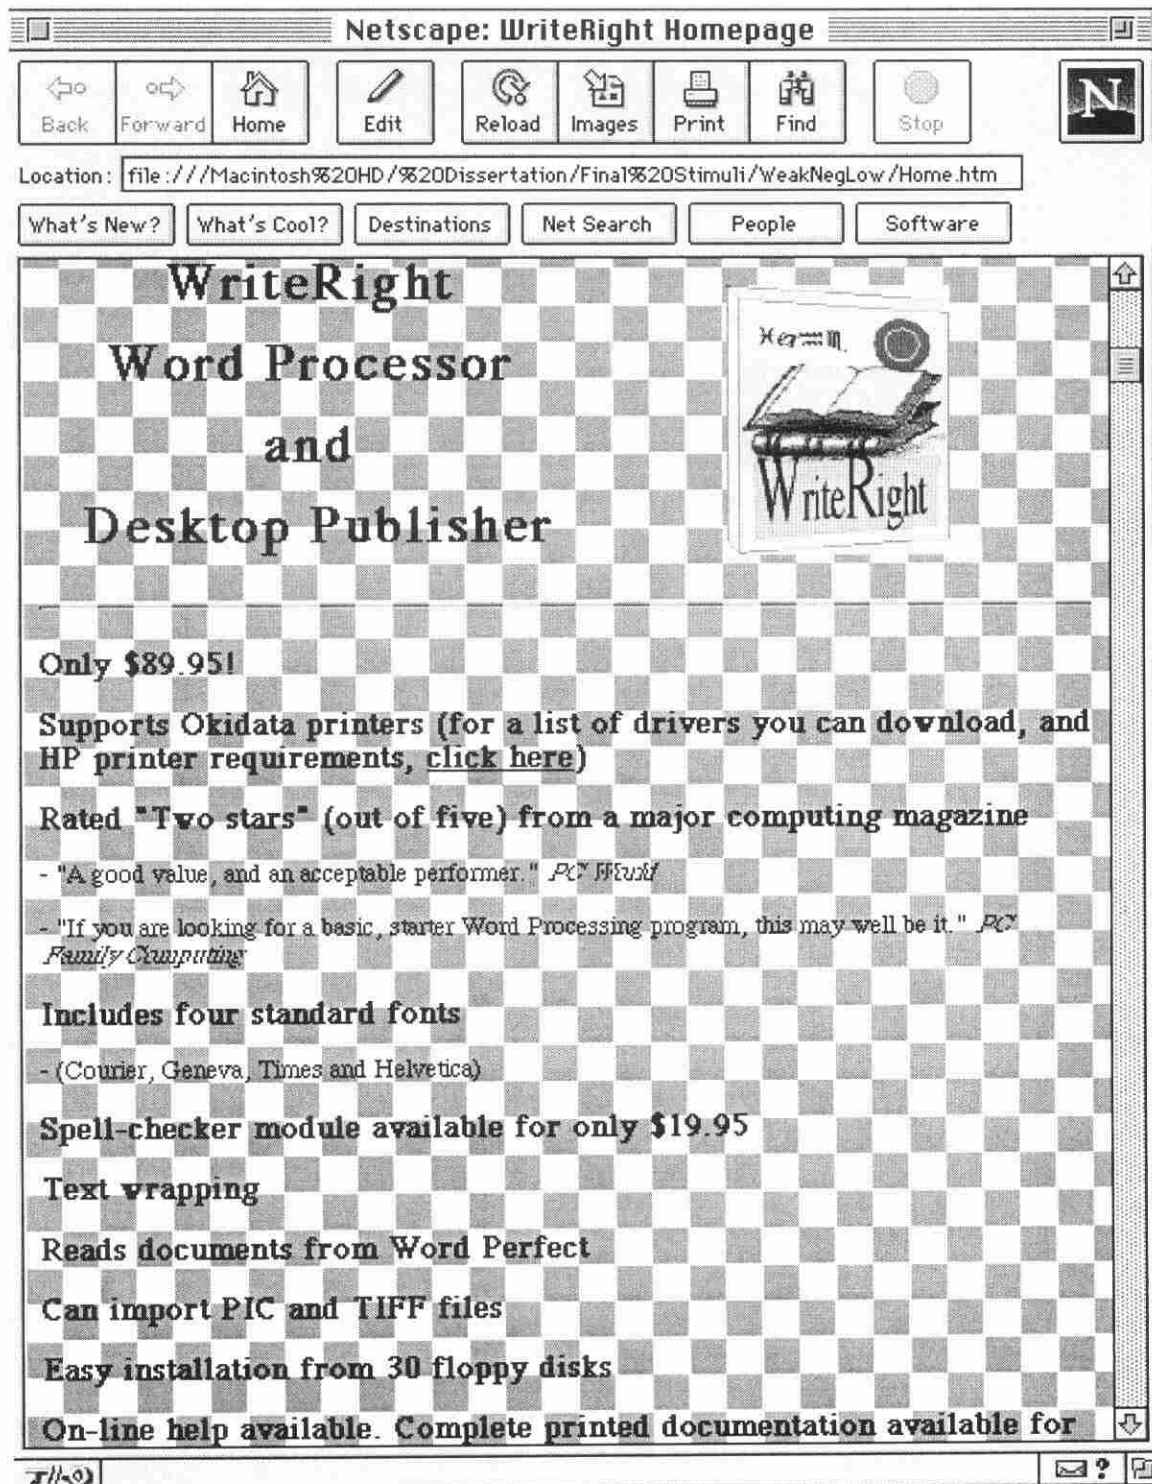 Netscape: WriteRight Homepage
Back Forward Home Edit Reload Images Print Find Stop N
Location: file:///Macintosh%20HD/%20Dissertation/Final%20Stimuli/WeakNegLow/Home.htm
What's New? What's Cool? Destinations Net Search People Software
WriteRight
Word Processor
and
Desktop Publisher
WriteRight
Only $89.95!
Supports Okidata printers (for a list of drivers you can download, and
HP printer requirements, click here)
Rated "Two stars" (out of five) from a major computing magazine
- "A good value, and an acceptable performer." PC World
- "If you are looking for a basic, starter Word Processing program, this may well be it." PC
Family Computing
Includes four standard fonts
- (Courier, Geneva, Times and Helvetica)
Spell-checker module available for only $19.95
Text wrapping
Reads documents from Word Perfect
Can import PIC and TIFF files
Easy installation from 30 floppy disks
On-line help available. Complete printed documentation available for
?